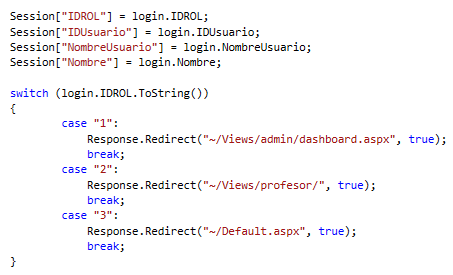 Session["IDROL"] = login.IDROL;
Session["IDUsuario"] = login.IDUsuario;
Session["NombreUsuario"] = login.NombreUsuario;
Session["Nombre"] = login.Nombre;
switch (login.IDROL.ToString())
{
case "1":
Response.Redirect("~/Views/admin/dashboard.aspx", true);
break;
case "2":
Response.Redirect("~/Views/profesor/", true);
break;
case "3":
Response.Redirect("~/Default.aspx", true);
break;
}